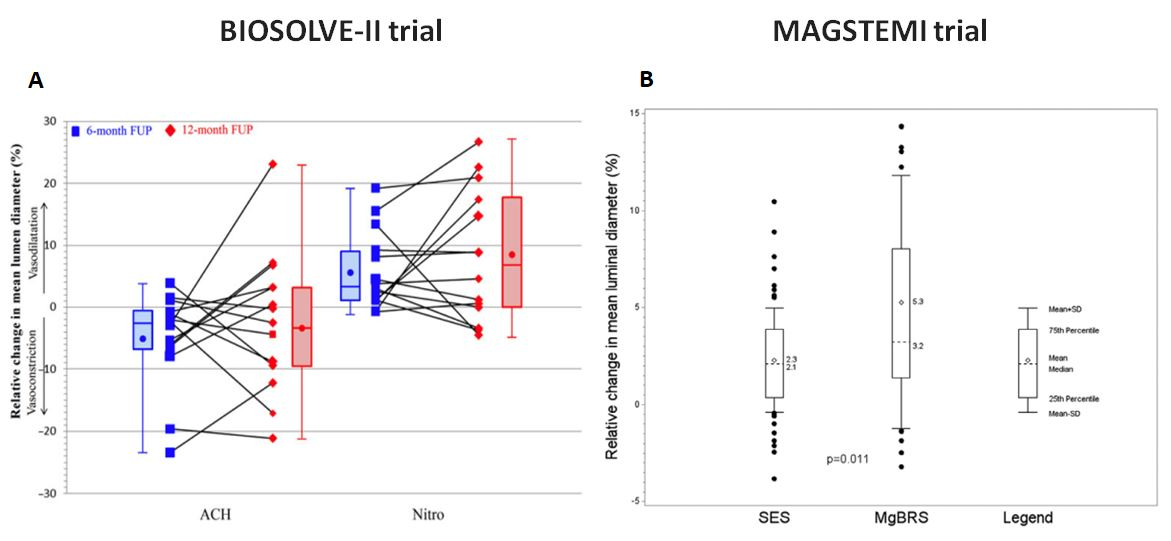 BIOSOLVE-II trial
MAGSTEMI trial
A
B
Relative change in mean lumen diameter (%)
Vasodilatation
Vasoconstriction
6-month FUP
12-month FUP
30
20
10
0
-10
-20
-30
ACH
Nitro
Relative change in mean luminal diameter (%)
15
10
5
0
-5
2.3
2.1
5.3
3.2
p=0.011
Mean+SD
75th Percentile
Mean
Median
25th Percentile
Mean-SD
SES
MgBRS
Legend